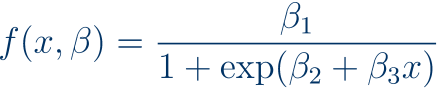 f(x, β) = β₁ / (1 + exp(β₂ + β₃x))